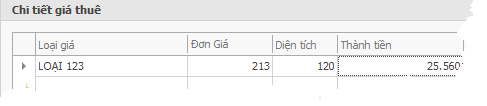 Chi tiết giá thuê
Loại giá Đơn Giá Diện tích Thành tiền
LOẠI 123 213 120 25.560